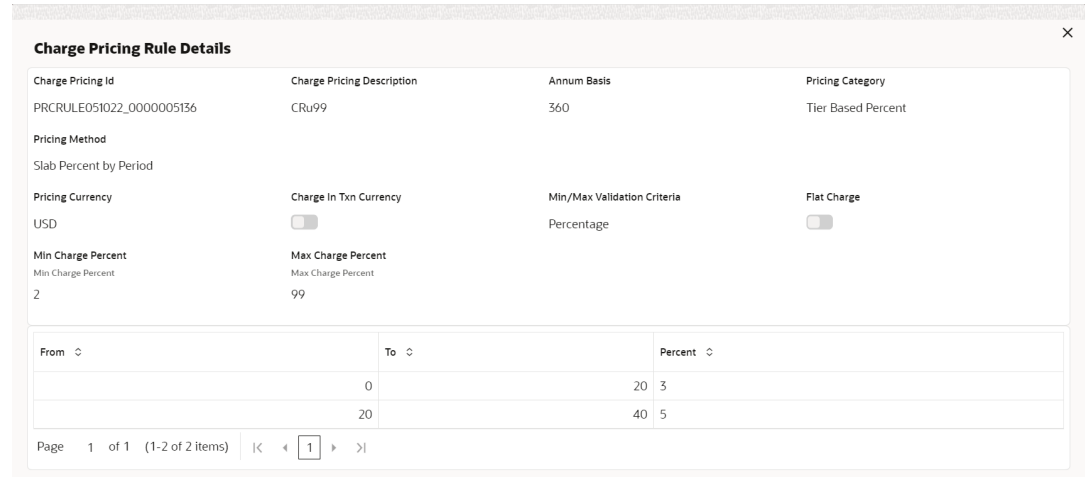 Charge Pricing Rule Details
Charge Pricing Id Charge Pricing Description Annum Basis Pricing Category
PRCRULE051022_0000005136 CRu99 360 Tier Based Percent
Pricing Method
Slab Percent by Period
Pricing Currency Charge In Txn Currency Min/Max Validation Criteria Flat Charge
USD Percentage
Min Charge Percent Max Charge Percent
Min Charge Percent Max Charge Percent
2 99
From To Percent
0 20 3
20 40 5
Page 1 of 1 (1-2 of 2 items) 1